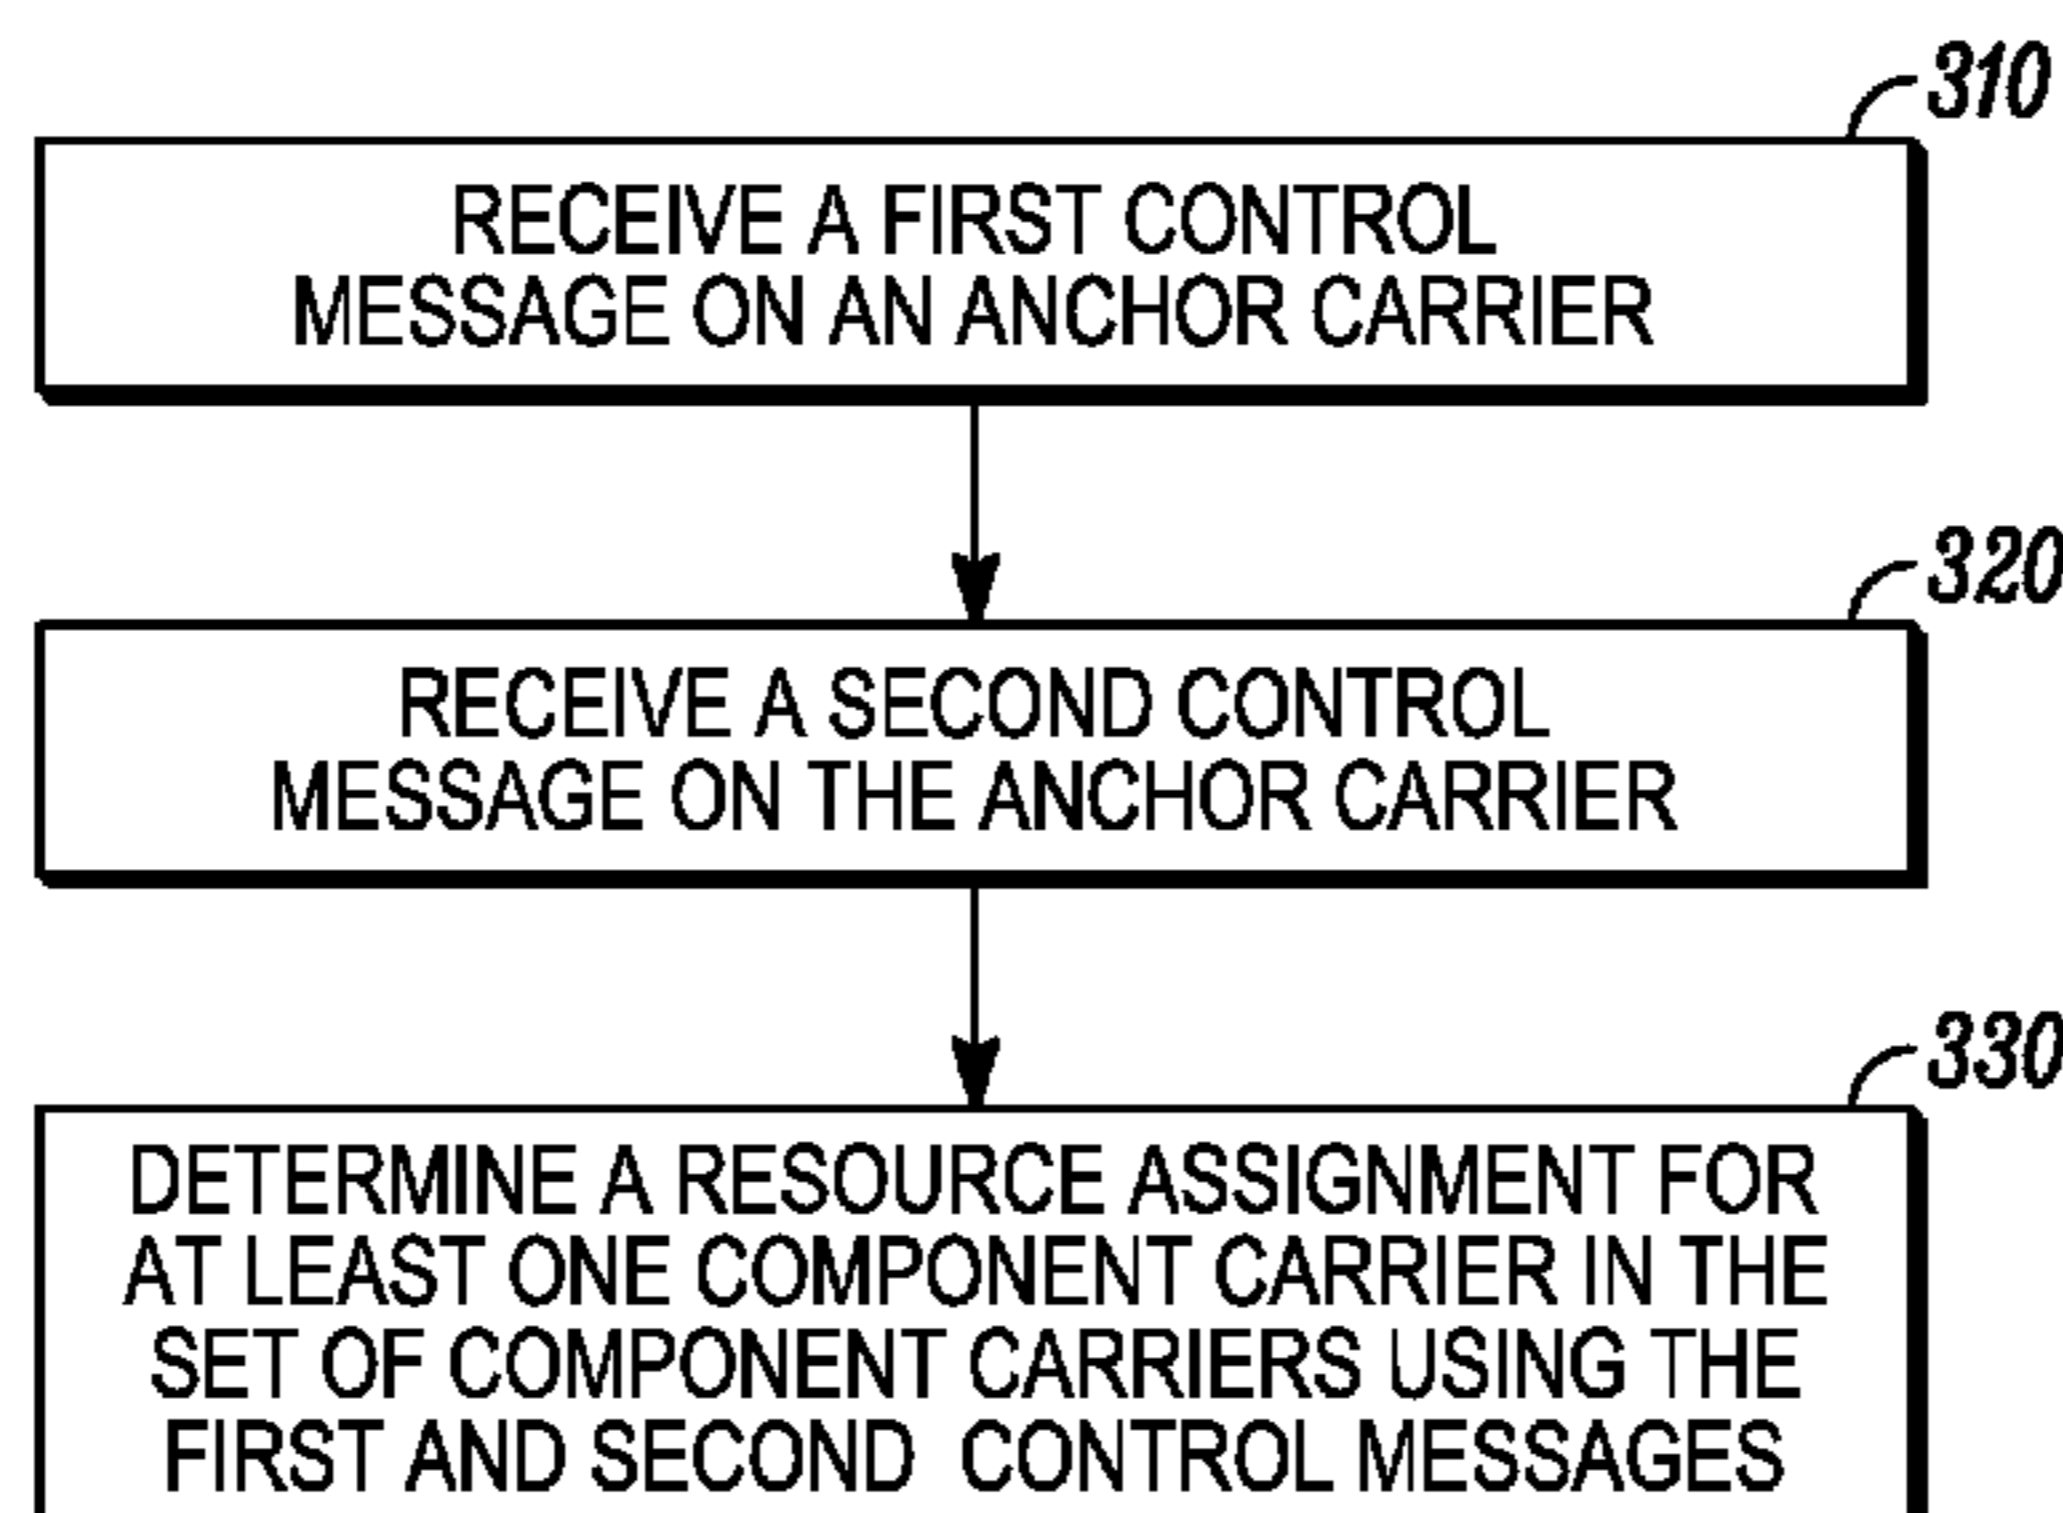 310
RECEIVE A FIRST CONTROL
MESSAGE ON AN ANCHOR CARRIER
320
RECEIVE A SECOND CONTROL
MESSAGE ON THE ANCHOR CARRIER
330
DETERMINE A RESOURCE ASSIGNMENT FOR
AT LEAST ONE COMPONENT CARRIER IN THE
SET OF COMPONENT CARRIERS USING THE
FIRST AND SECOND CONTROL MESSAGES